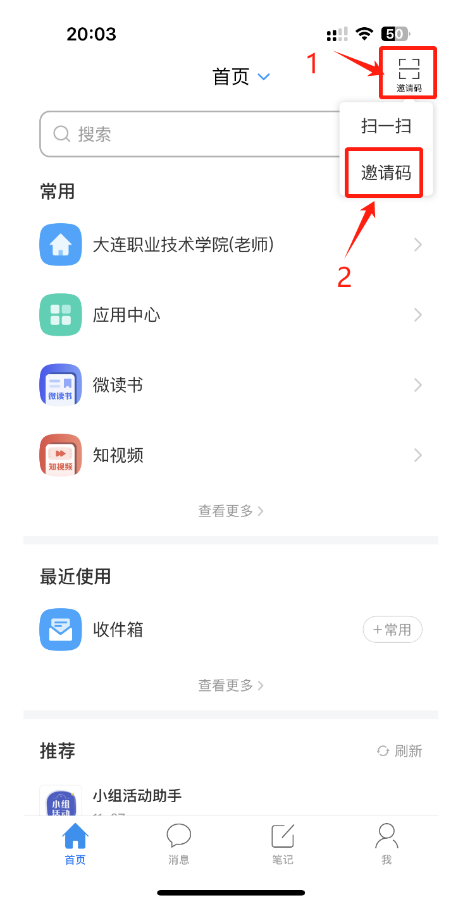 20:03
50
首页
1
邀请码
搜索
扫一扫
邀请码
常用
2
大连职业技术学院(老师)
应用中心
微读书
微读书
知视频
知视频
查看更多
最近使用
收件箱
+常用
查看更多
推荐
刷新
小组活动助手
小组
首页
消息
笔记
我